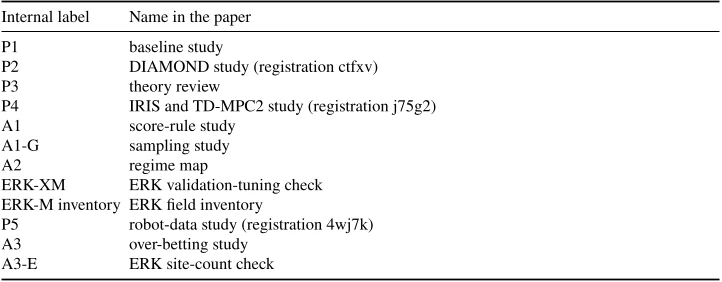 Internal label Name in the paper
P1 baseline study
P2 DIAMOND study (registration ctfxv)
P3 theory review
P4 IRIS and TD-MPC2 study (registration j75g2)
A1 score-rule study
A1-G sampling study
A2 regime map
ERK-XM ERK validation-tuning check
ERK-M inventory ERK field inventory
P5 robot-data study (registration 4wj7k)
A3 over-betting study
A3-E ERK site-count check